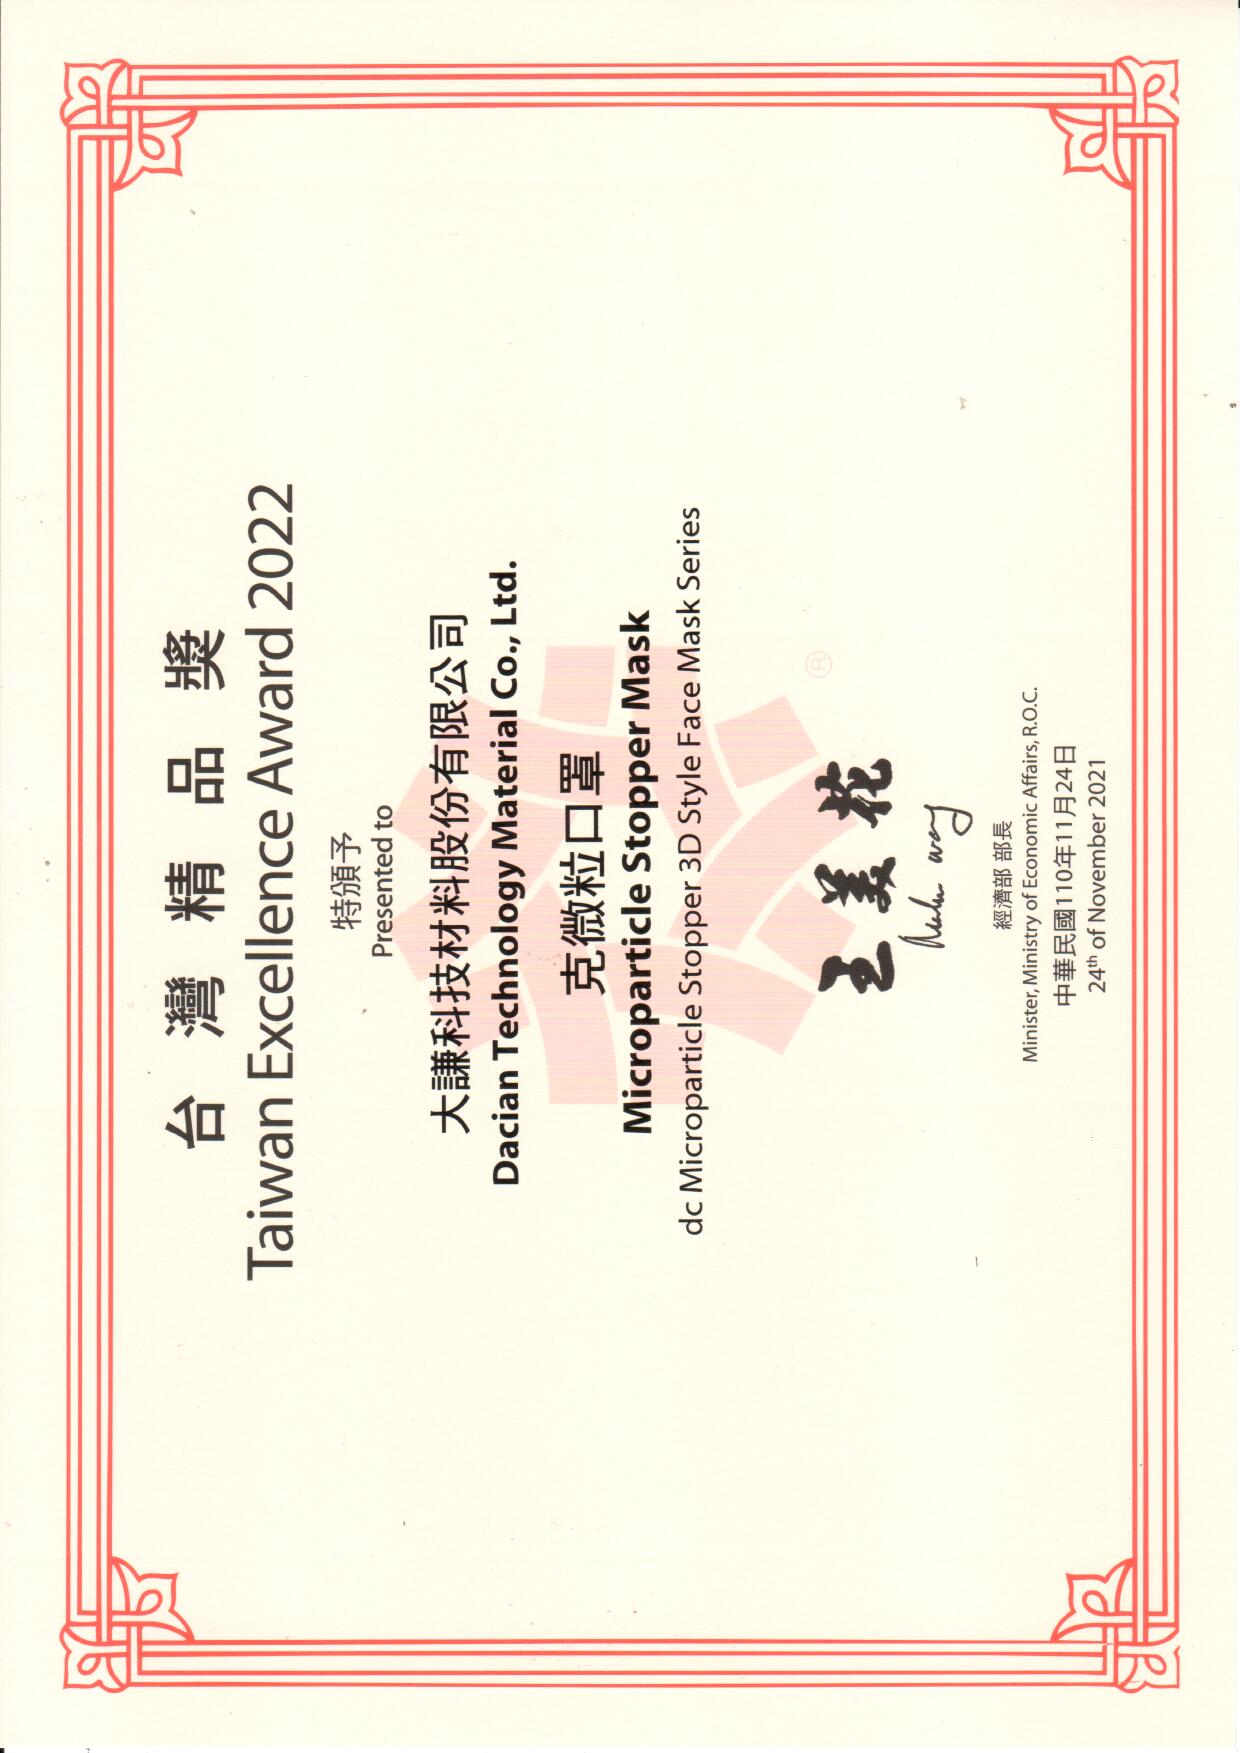 台灣精品獎
Taiwan Excellence Award 2022
特頒予
Presented to
大謙科技材料股份有限公司
Dacian Technology Material Co., Ltd.
克微粒口罩
Microparticle Stopper Mask
dc Microparticle Stopper 3D Style Face Mask Series
®
王美花
經濟部 部長
Minister, Ministry of Economic Affairs, R.O.C.
中華民國110年11月24日
24th of November 2021